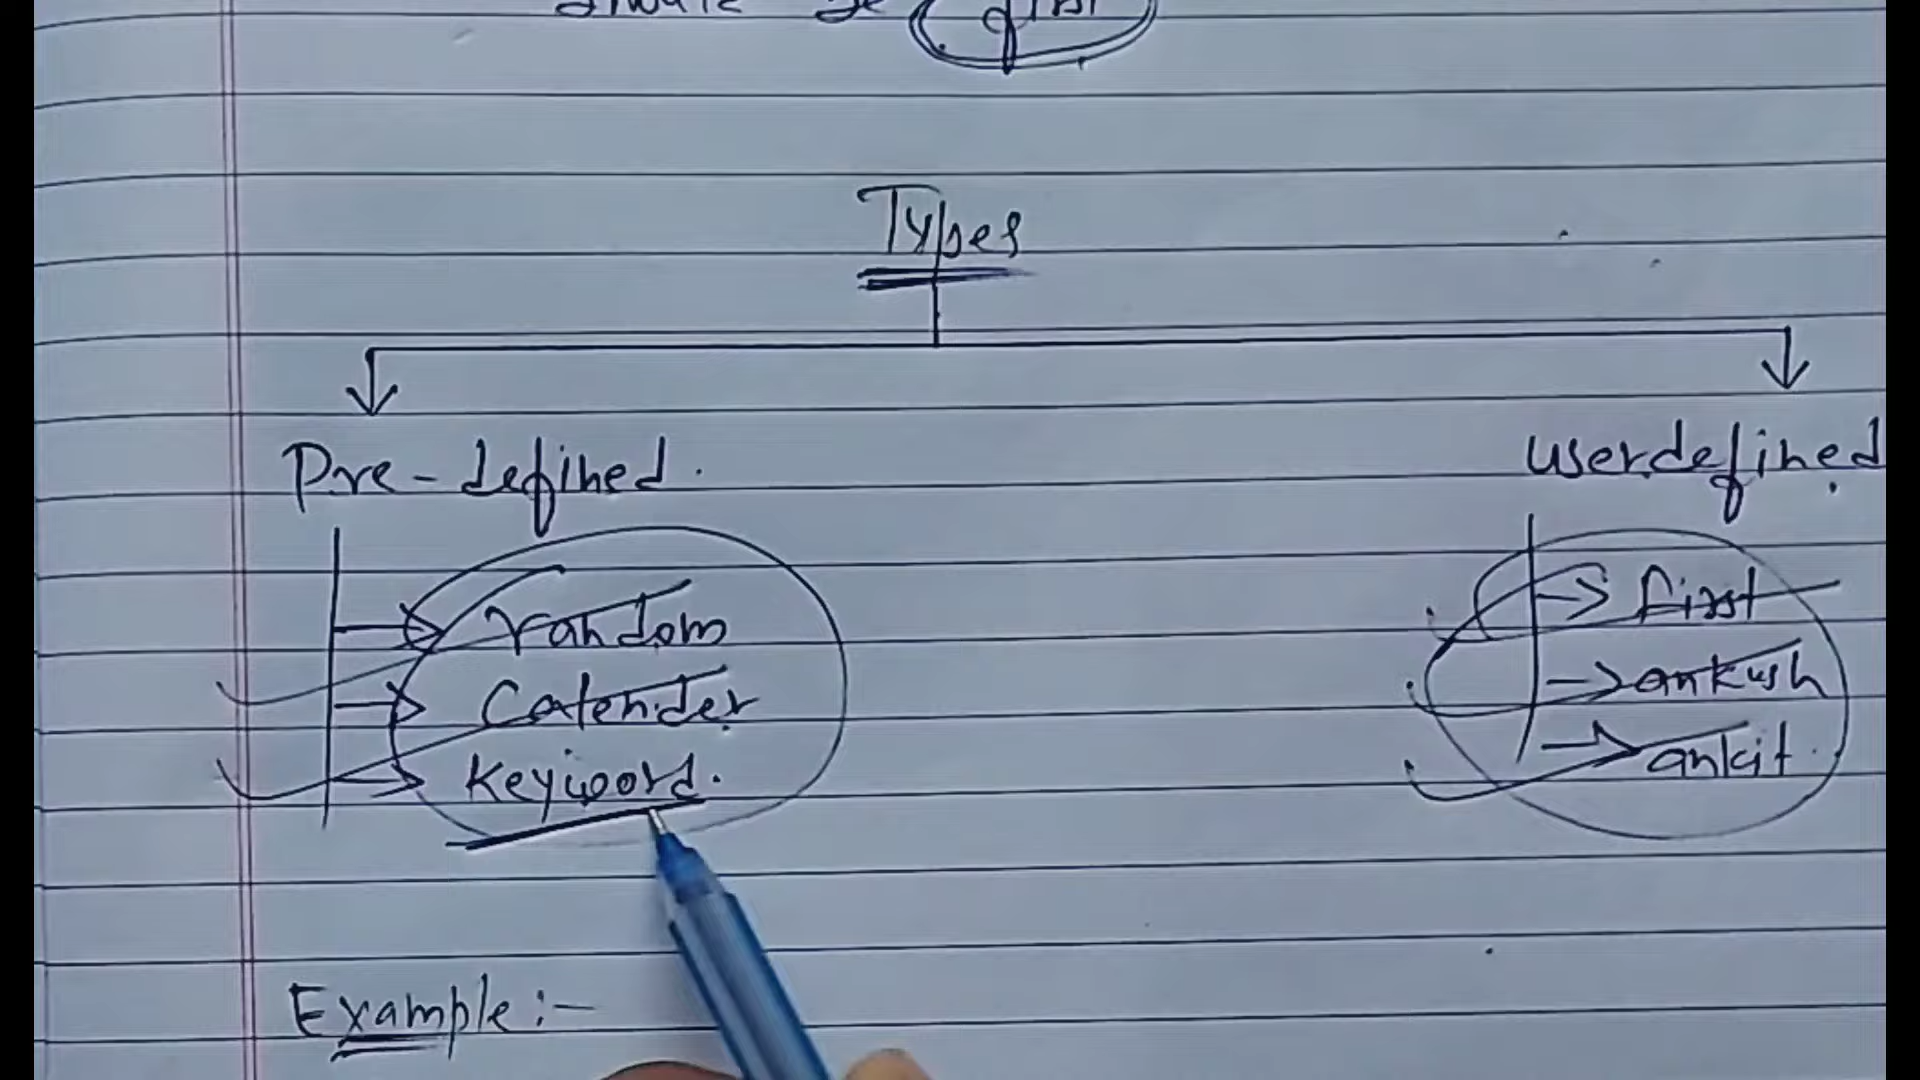 Types
Pre-defined.
userdefined
random
Calender
Keyword.
first
ankush
ankit.
Example:-